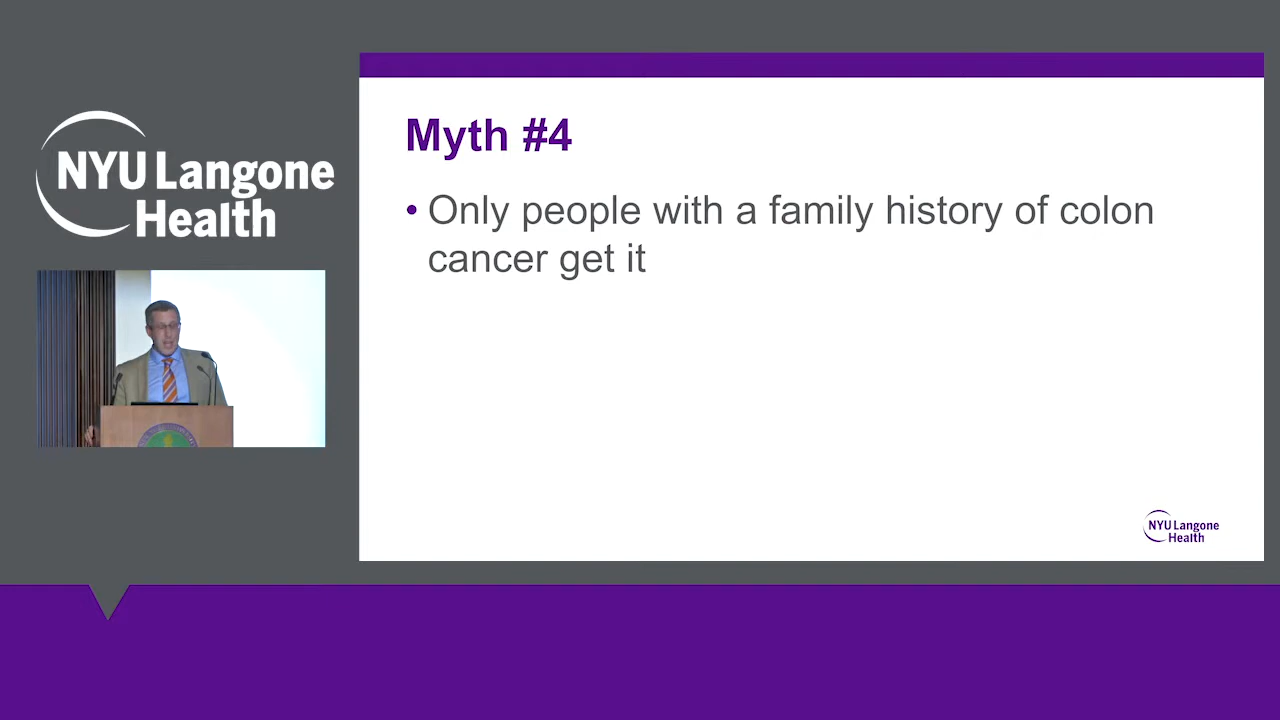 NYU Langone
Health
Myth #4
• Only people with a family history of colon
cancer get it
NYU Langone
Health